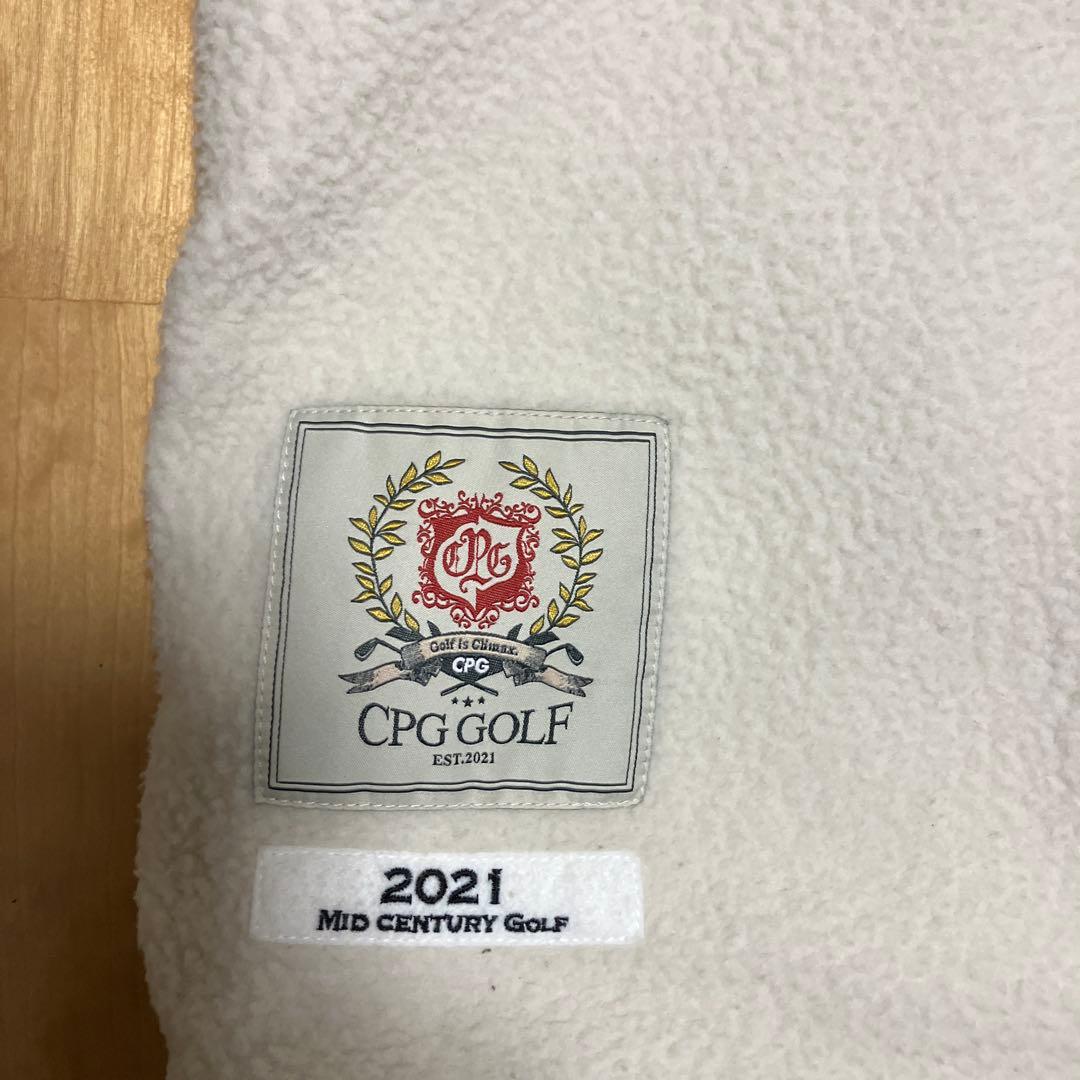 CPG
Golf is Climax.
CPG
CPG GOLF
EST.2021
2021
MID CENTURY GOLF